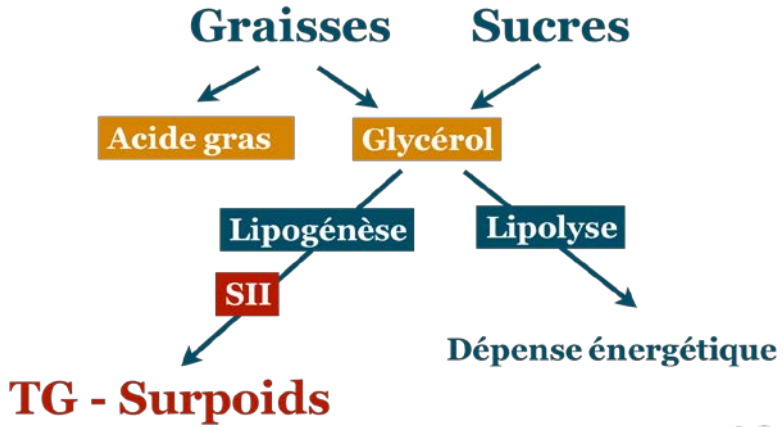 Graisses Sucres
Acide gras Glycérol
Lipogénèse Lipolyse
SII
Dépense énergétique
TG - Surpoids